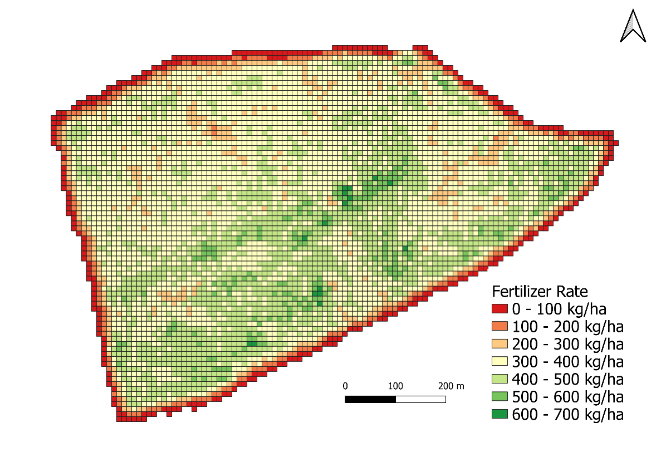 Fertilizer Rate
0 - 100 kg/ha
100 - 200 kg/ha
200 - 300 kg/ha
300 - 400 kg/ha
400 - 500 kg/ha
500 - 600 kg/ha
600 - 700 kg/ha
0 100 200 m